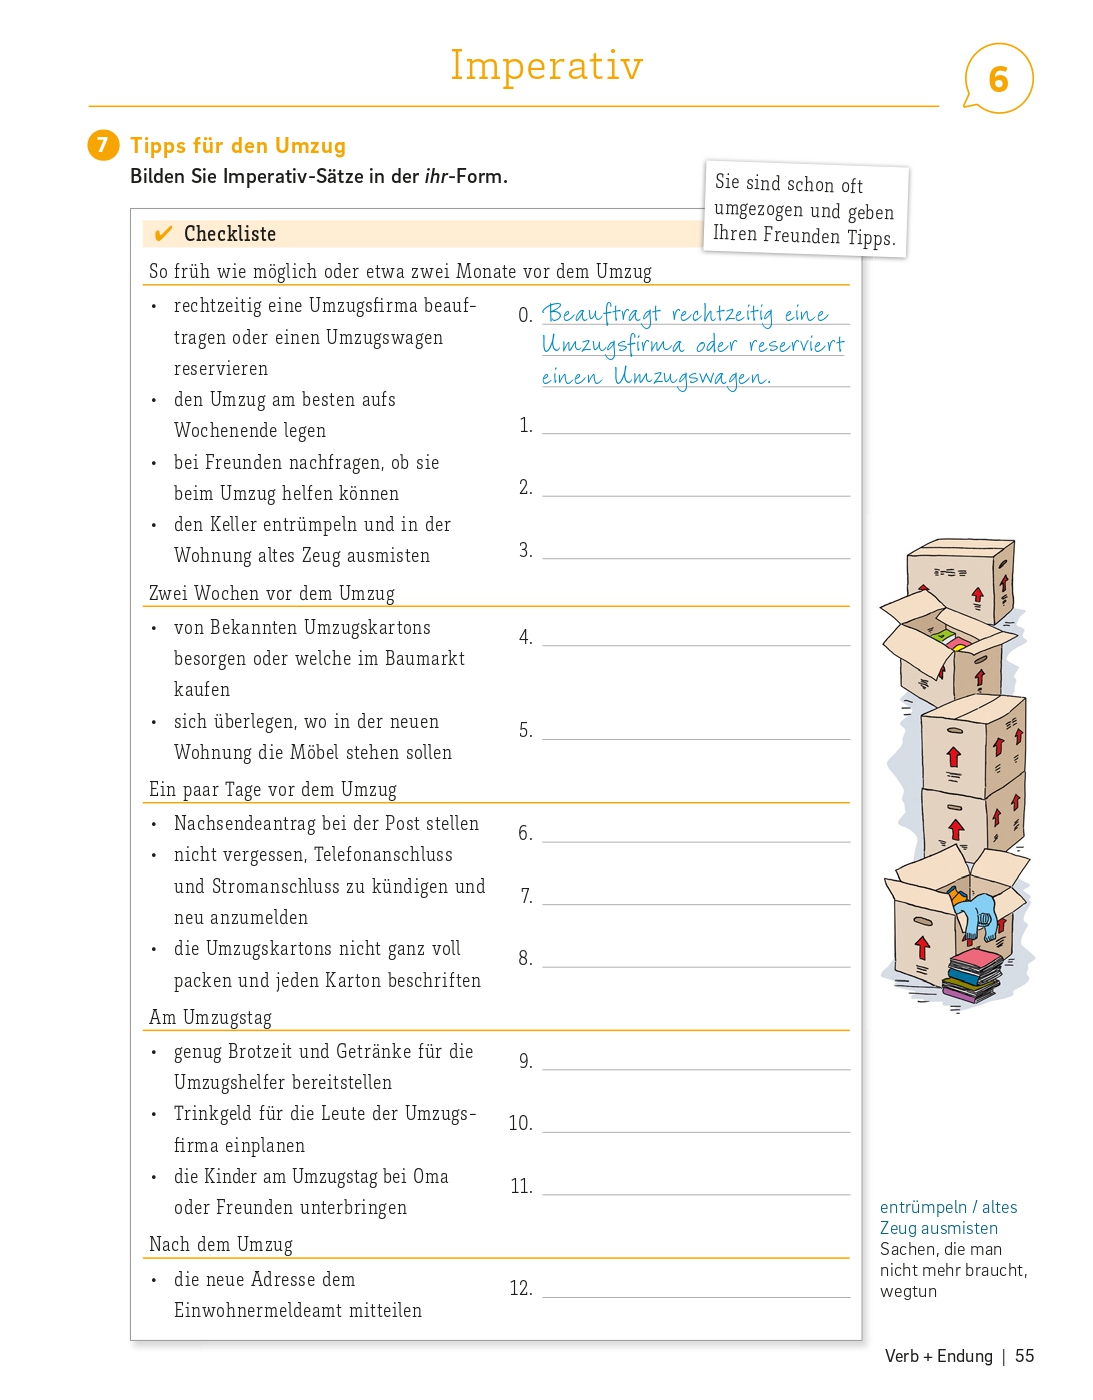 Imperativ
6
7 Tipps für den Umzug
Bilden Sie Imperativ-Sätze in der ihr-Form.
Sie sind schon oft
umgezogen und geben
Ihren Freunden Tipps.
✔ Checkliste
So früh wie möglich oder etwa zwei Monate vor dem Umzug
• rechtzeitig eine Umzugsfirma beauf-
tragen oder einen Umzugswagen
reservieren
0. Beauftragt rechtzeitig eine
Umzugsfirma oder reserviert
einen Umzugswagen.
• den Umzug am besten aufs
Wochenende legen
1.
• bei Freunden nachfragen, ob sie
beim Umzug helfen können
2.
• den Keller entrümpeln und in der
Wohnung altes Zeug ausmisten
3.
Zwei Wochen vor dem Umzug
• von Bekannten Umzugskartons
besorgen oder welche im Baumarkt
kaufen
4.
• sich überlegen, wo in der neuen
Wohnung die Möbel stehen sollen
5.
Ein paar Tage vor dem Umzug
• Nachsendeantrag bei der Post stellen
6.
• nicht vergessen, Telefonanschluss
und Stromanschluss zu kündigen und
neu anzumelden
7.
• die Umzugskartons nicht ganz voll
packen und jeden Karton beschriften
8.
Am Umzugstag
• genug Brotzeit und Getränke für die
Umzugshelfer bereitstellen
9.
• Trinkgeld für die Leute der Umzugs-
firma einplanen
10.
• die Kinder am Umzugstag bei Oma
oder Freunden unterbringen
11.
Nach dem Umzug
• die neue Adresse dem
Einwohnermeldeamt mitteilen
12.
entrümpeln / altes
Zeug ausmisten
Sachen, die man
nicht mehr braucht,
wegtun
Verb + Endung | 55